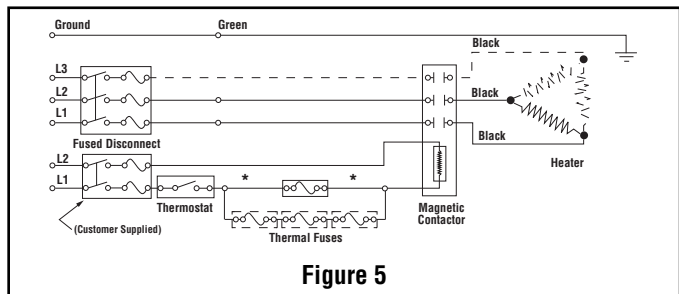 Ground Green
Black
L3
L2
Black
L1
Fused Disconnect
Black
Heater
L2
L1
* *
Thermostat
Magnetic
Contactor
(Customer Supplied)
Thermal Fuses
Figure 5